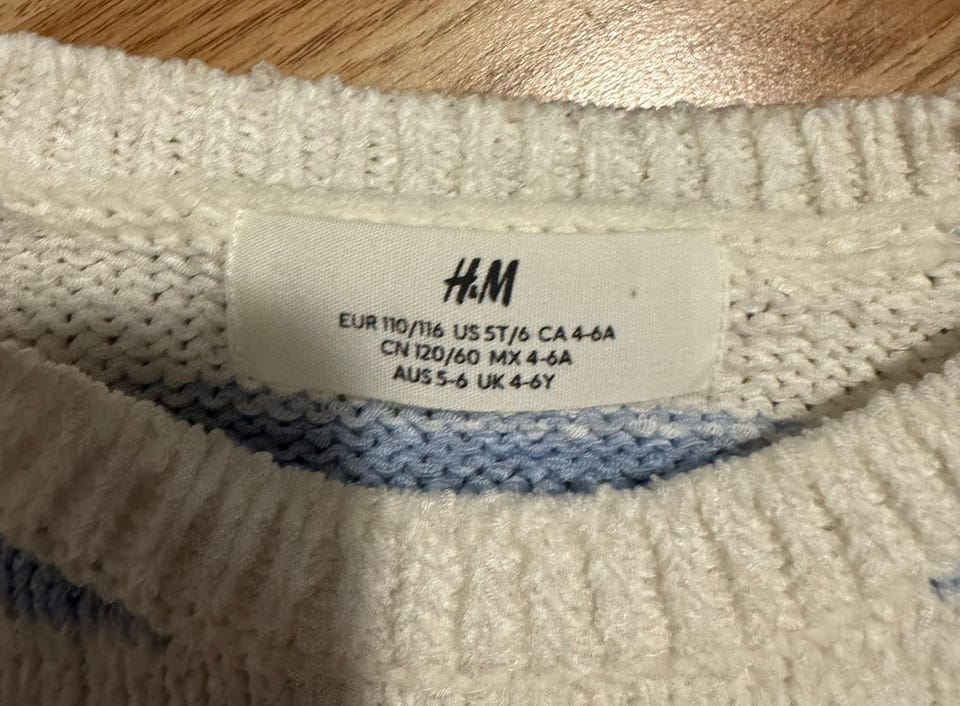 H&M
EUR 110/116 US 5T/6 CA 4-6A
CN 120/60 MX 4-6A
AUS 5-6 UK 4-6Y